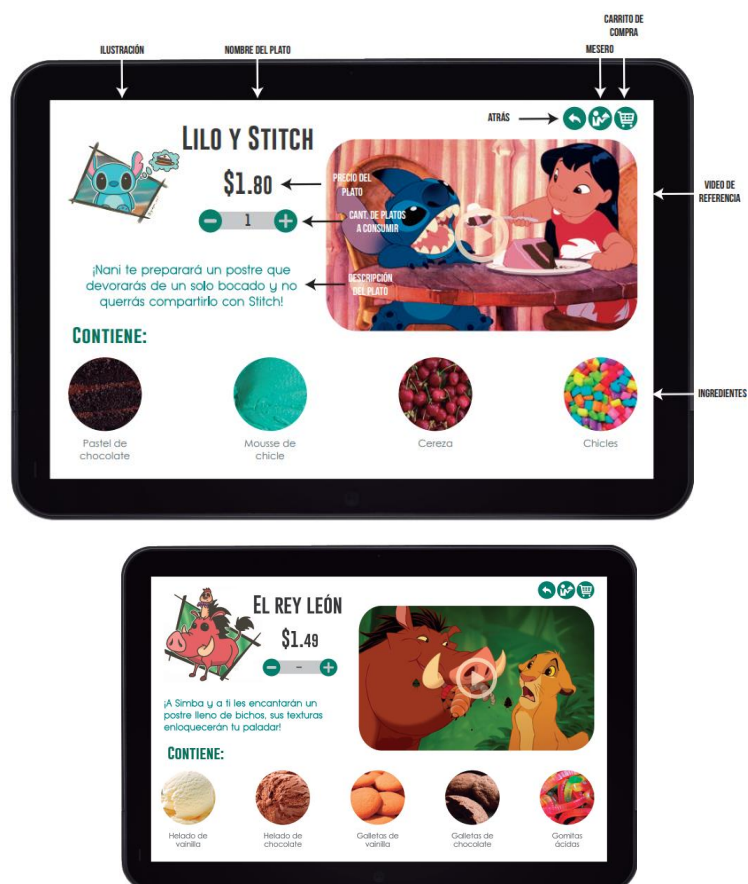 CARRITO DE
COMPRA
ILUSTRACIÓN
NOMBRE DEL PLATO
MESERO
ATRÁS
LILO Y STITCH
$1.80
PRECIO DEL
PLATO
1
CANT. DE PLATOS
A CONSUMIR
VIDEO DE
REFERENCIA
¡Nani te preparará un postre que
devorarás de un solo bocado y no
querrás compartirlo con Stitch!
DESCRIPCIÓN
DEL PLATO
CONTIENE:
INGREDIENTES
Pastel de
chocolate
Mousse de
chicle
Cereza
Chicles
EL REY LEÓN
$1.49
-
¡A Simba y a ti les encantarán un
postre lleno de bichos, sus texturas
enloquecerán tu paladar!
CONTIENE:
Helado de
vainilla
Helado de
chocolate
Galletas de
vainilla
Galletas de
chocolate
Gomitas
ácidas